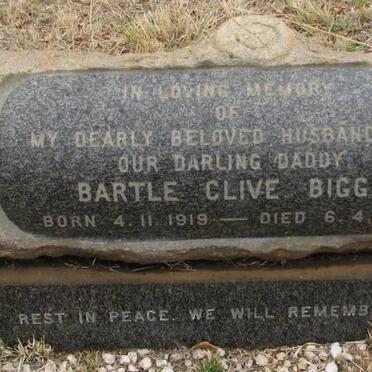 IN LOVING MEMORY
OF
MY DEARLY BELOVED HUSBAND
OUR DARLING DADDY
BARTLE CLIVE BIGG
BORN 4.11.1919 — DIED 6.4.
REST IN PEACE. WE WILL REMEMB